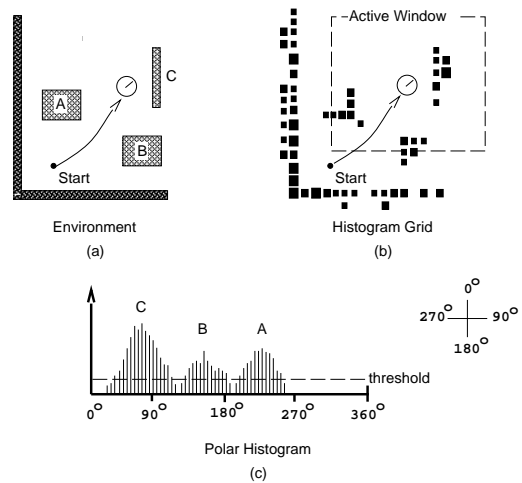 Active Window
A
C
B
Start
Start
Environment
Histogram Grid
(a)
(b)
C
B
A
0°
270°
90°
180°
threshold
0°
90°
180°
270°
360°
Polar Histogram
(c)